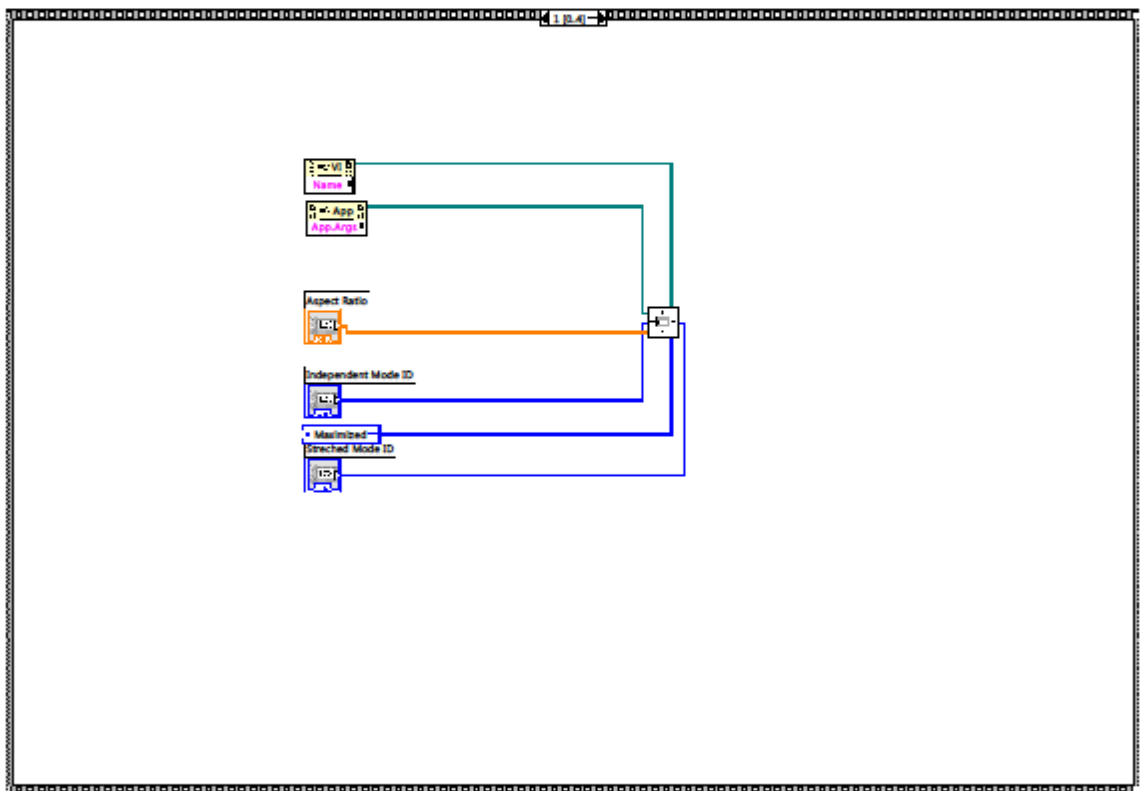 1 [0..4]
VI
Name
App
App.Args
Aspect Ratio
Independent Mode ID
Maximized
Streched Mode ID